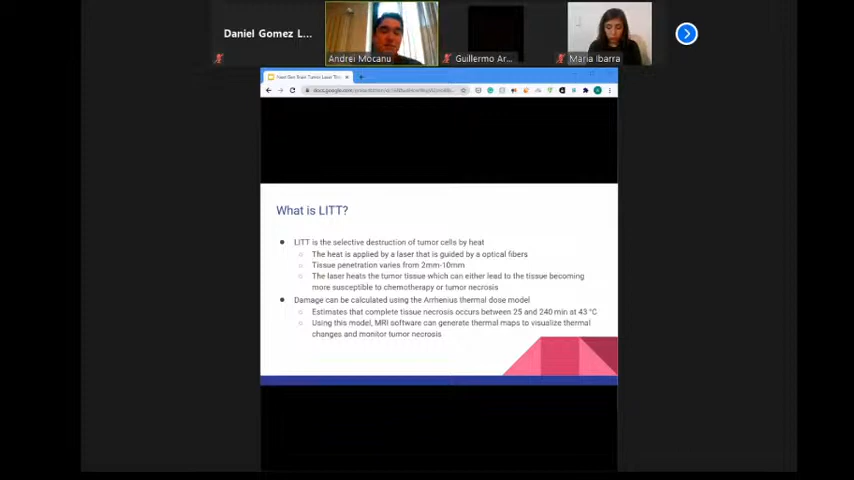 Daniel Gomez L...
Andrei Mocanu
Guillermo Ar...
Maria Ibarra
What is LITT?
LITT is the selective destruction of tumor cells by heat
The heat is applied by a laser that is guided by a optical fibers
Tissue penetration varies from 2mm-10mm
The laser heats the tumor tissue which can either lead to the tissue becoming
more susceptible to chemotherapy or tumor necrosis
Damage can be calculated using the Arrhenius thermal dose model
Estimates that complete tissue necrosis occurs between 25 and 240 min at 43 °C
Using this model, MRI software can generate thermal maps to visualize thermal
changes and monitor tumor necrosis